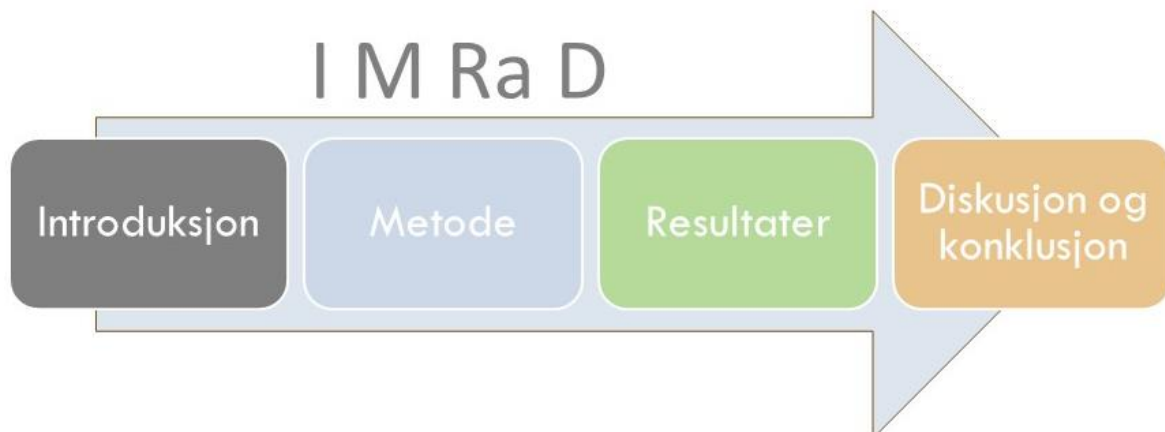 I M Ra D
Introduksjon
Metode
Resultater
Diskusjon og
konklusjon